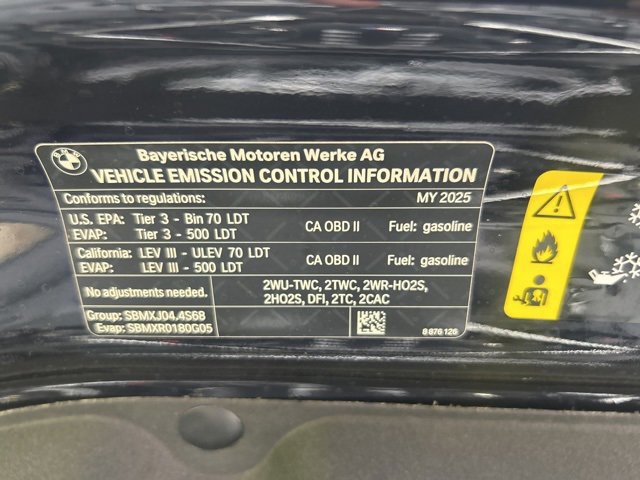 BMW
Bayerische Motoren Werke AG
VEHICLE EMISSION CONTROL INFORMATION
Conforms to regulations: MY 2025
U.S. EPA: Tier 3 - Bin 70 LDT CA OBD II Fuel: gasoline
EVAP: Tier 3 - 500 LDT
California: LEV III - ULEV 70 LDT CA OBD II Fuel: gasoline
EVAP: LEV III - 500 LDT
No adjustments needed. 2WU-TWC, 2TWC, 2WR-HO2S,
2HO2S, DFI, 2TC, 2CAC
Group: SBMXJ04.4S68
Evap: SBMXR0180G05 8 876 126